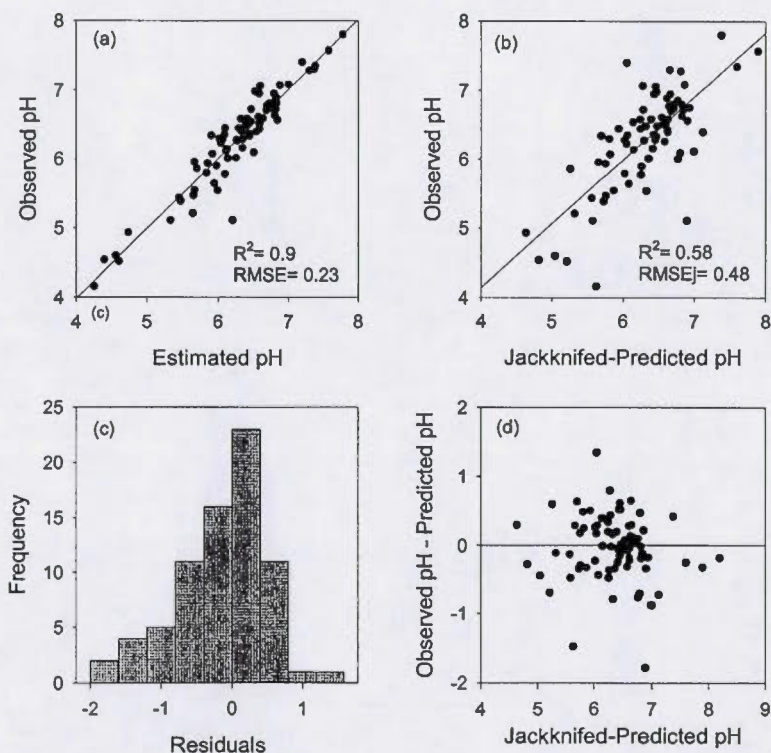 (a)
Observed pH
8
7
6
5
4
R²= 0.9
RMSE= 0.23
(c)
4 5 6 7 8
Estimated pH
(b)
Observed pH
8
7
6
5
4
R²= 0.58
RMSEj= 0.48
4 5 6 7 8
Jackknifed-Predicted pH
(c)
Frequency
25
20
15
10
5
0
-2 -1 0 1
Residuals
(d)
Observed pH - Predicted pH
2
1
0
-1
-2
4 5 6 7 8 9
Jackknifed-Predicted pH